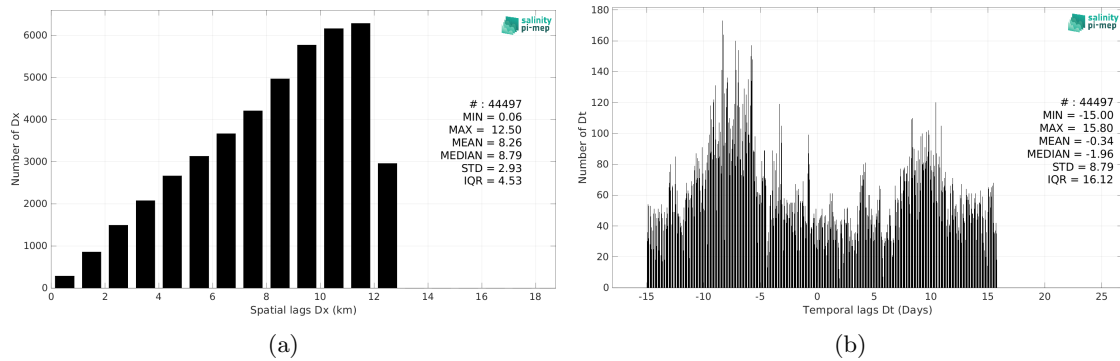 salinity
pi-mep
Number of Dx
6000
5000
4000
3000
2000
1000
0
# : 44497
MIN = 0.06
MAX = 12.50
MEAN = 8.26
MEDIAN = 8.79
STD = 2.93
IQR = 4.53
0 2 4 6 8 10 12 14 16 18
Spatial lags Dx (km)
(a)
salinity
pi-mep
Number of Dt
180
160
140
120
100
80
60
40
20
0
# : 44497
MIN = -15.00
MAX = 15.80
MEAN = -0.34
MEDIAN = -1.96
STD = 8.79
IQR = 16.12
-15 -10 -5 0 5 10 15 20 25
Temporal lags Dt (Days)
(b)